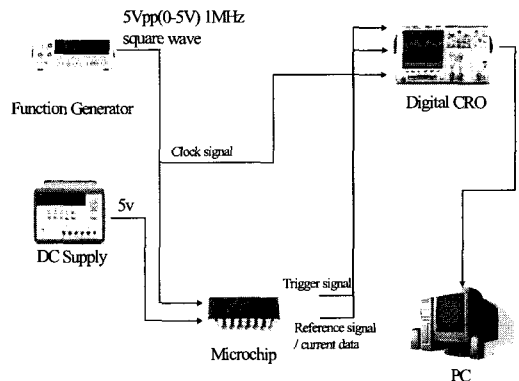 5Vpp(0-5V) 1MHz
square wave
Function Generator
Digital CRO
Clock signal
5v
DC Supply
Trigger signal
Reference signal
/ current data
Microchip
PC